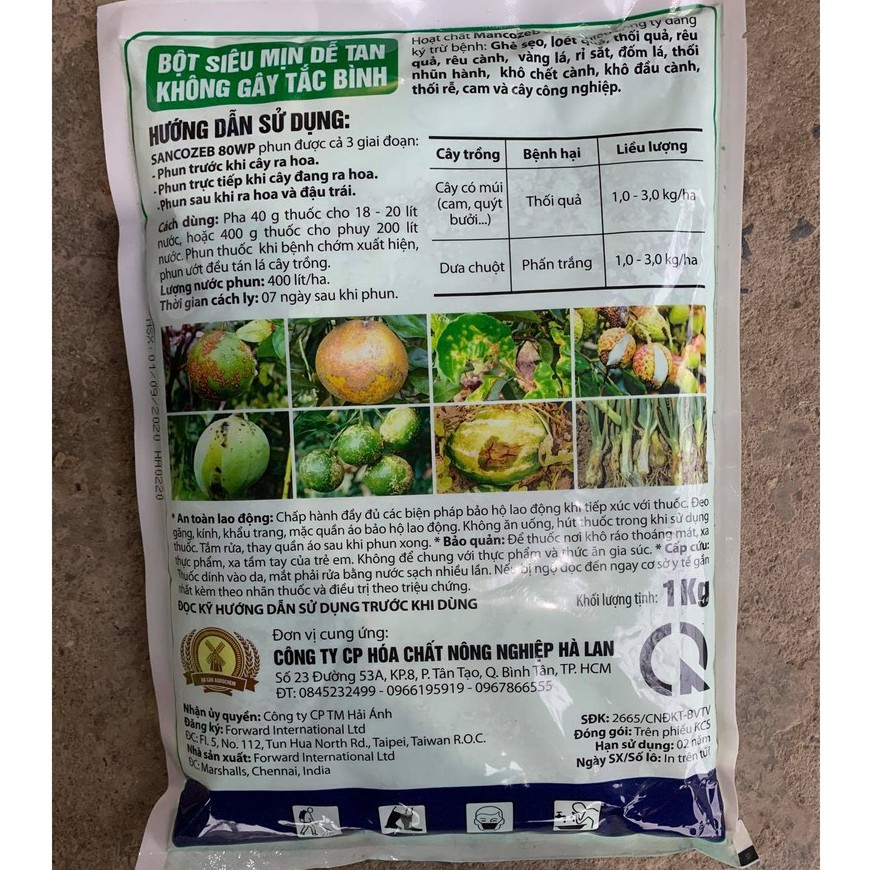 BỘT SIÊU MỊN DỄ TAN
KHÔNG GÂY TẮC BÌNH
Hoạt chất Mancozeb ty đăng
ký trừ bệnh: Ghẻ sẹo, loét thối quả, rêu
quả, rêu cành, vàng lá, rỉ sắt, đốm lá, thối
nhũn hành, khô chết cành, khô đầu cành,
thối rễ, cam và cây công nghiệp.
HƯỚNG DẪN SỬ DỤNG:
SANCOZEB 80WP phun được cả 3 giai đoạn:
-Phun trước khi cây ra hoa.
-Phun trực tiếp khi cây đang ra hoa.
-Phun sau khi ra hoa và đậu trái.
Cách dùng: Pha 40 g thuốc cho 18 - 20 lít
nước, hoặc 400 g thuốc cho phuy 200 lít
nước. Phun thuốc khi bệnh chớm xuất hiện,
phun ướt đều tán lá cây trồng.
Lượng nước phun: 400 lít/ha.
Thời gian cách ly: 07 ngày sau khi phun.
Cây trồng Bệnh hại Liều lượng
Cây có múi
(cam, quýt
bưởi...)
Thối quả 1,0 - 3,0 kg/ha
Dưa chuột Phấn trắng 1,0 - 3,0 kg/ha
HSX: 01/09/2020 HA0220
* An toàn lao động: Chấp hành đầy đủ các biện pháp bảo hộ lao động khi tiếp xúc với thuốc. Đeo
găng, kính, khẩu trang, mặc quần áo bảo hộ lao động. Không ăn uống, hút thuốc trong khi sử dụng
thuốc. Tắm rửa, thay quần áo sau khi phun xong. * Bảo quản: Để thuốc nơi khô ráo thoáng mát, xa
thực phẩm, xa tầm tay của trẻ em. Không để chung với thực phẩm và thức ăn gia súc. * Cấp cứu:
Thuốc dính vào da, mắt phải rửa bằng nước sạch nhiều lần. Nếu bị ngộ độc đến ngay cơ sở y tế gần
nhất kèm theo nhãn thuốc và điều trị theo triệu chứng.
ĐỌC KỸ HƯỚNG DẪN SỬ DỤNG TRƯỚC KHI DÙNG
Khối lượng tịnh: 1 Kg
HA LAN AGROCHEM
Đơn vị cung ứng:
CÔNG TY CP HÓA CHẤT NÔNG NGHIỆP HÀ LAN
Số 23 Đường 53A, KP.8, P. Tân Tạo, Q. Bình Tân, TP. HCM
ĐT: 0845232499 - 0966195919 - 0967866555
Nhận ủy quyền: Công ty CP TM Hải Ánh
Đăng ký: Forward International Ltd
ĐC: Fl. 5, No. 112, Tun Hua North Rd., Taipei, Taiwan R.O.C.
Nhà sản xuất: Forward International Ltd
ĐC: Marshalls, Chennai, India
SĐK: 2665/CNĐKT-BVTV
Đóng gói: Trên phiếu KCS
Hạn sử dụng: 02 năm
Ngày SX/Số lô: In trên túi